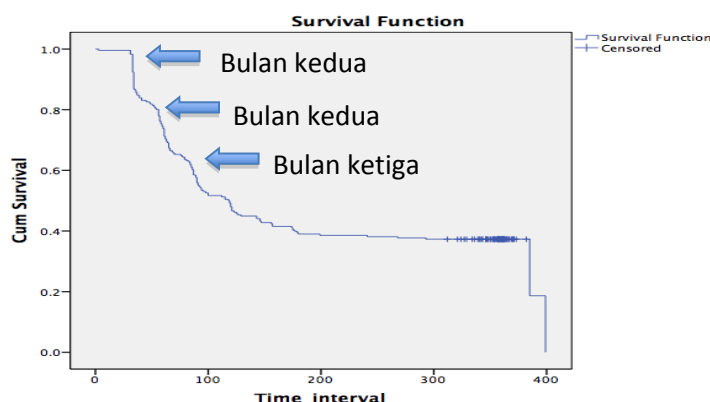 Survival Function
Survival Function
Censored
1.0
0.8
0.6
0.4
0.2
0.0
Cum Survival
Bulan kedua
Bulan kedua
Bulan ketiga
0
100
200
300
400
Time interval